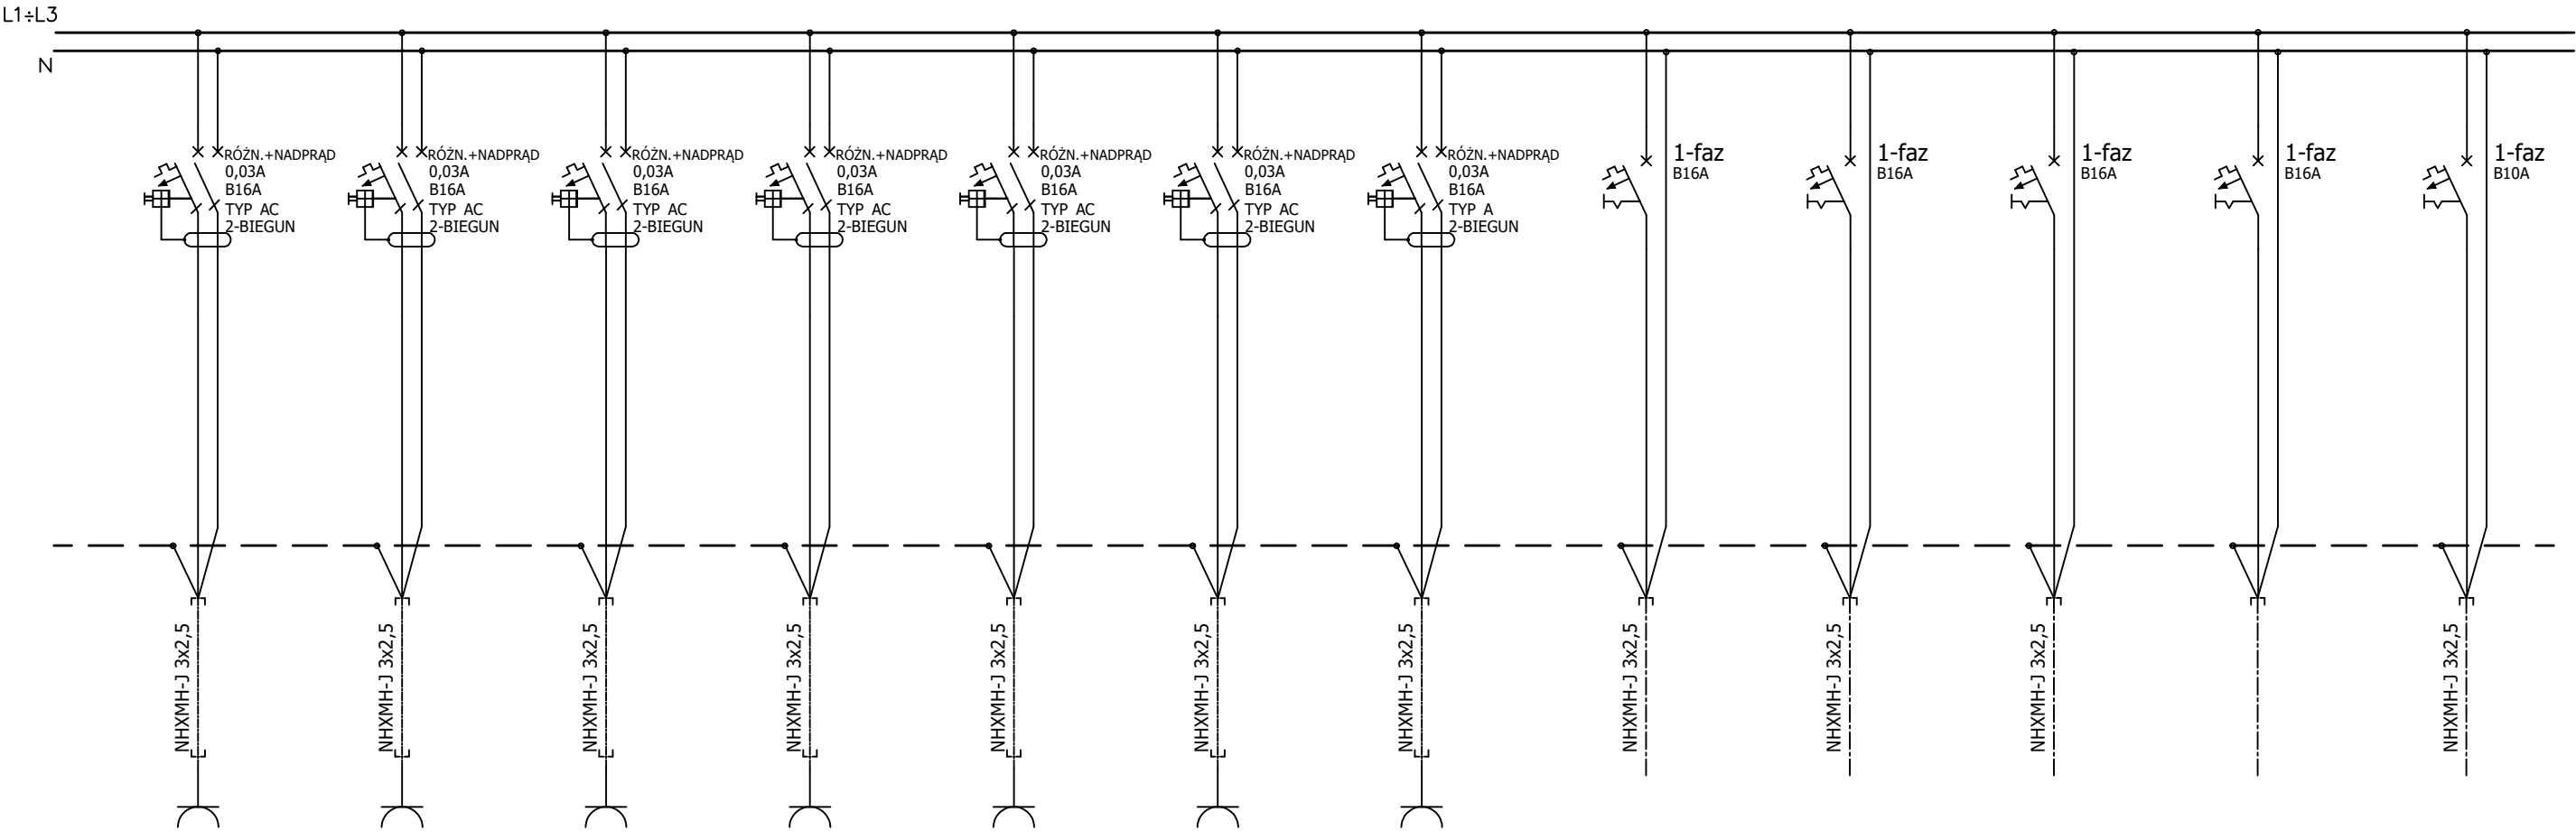 L1÷L3
N
RÓŻN.+NADPRĄD
0,03A
B16A
TYP AC
2-BIEGUN
RÓŻN.+NADPRĄD
0,03A
B16A
TYP AC
2-BIEGUN
RÓŻN.+NADPRĄD
0,03A
B16A
TYP AC
2-BIEGUN
RÓŻN.+NADPRĄD
0,03A
B16A
TYP AC
2-BIEGUN
RÓŻN.+NADPRĄD
0,03A
B16A
TYP AC
2-BIEGUN
RÓŻN.+NADPRĄD
0,03A
B16A
TYP AC
2-BIEGUN
RÓŻN.+NADPRĄD
0,03A
B16A
TYP A
2-BIEGUN
1-faz
B16A
1-faz
B16A
1-faz
B16A
1-faz
B16A
1-faz
B10A
NHXMH-J 3x2,5
NHXMH-J 3x2,5
NHXMH-J 3x2,5
NHXMH-J 3x2,5
NHXMH-J 3x2,5
NHXMH-J 3x2,5
NHXMH-J 3x2,5
NHXMH-J 3x2,5
NHXMH-J 3x2,5
NHXMH-J 3x2,5
NHXMH-J 3x2,5